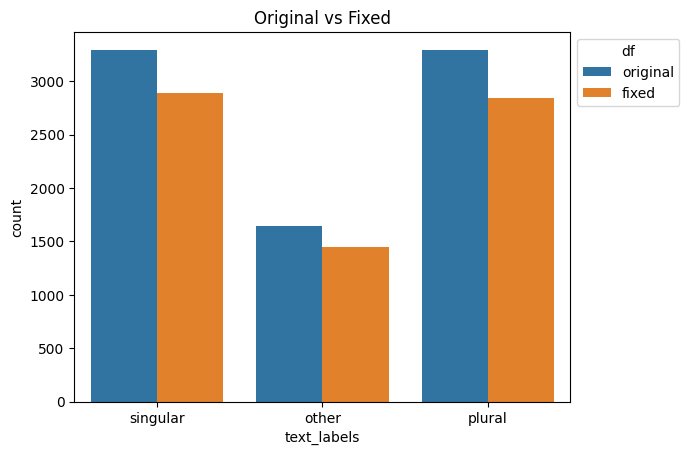 Original vs Fixed
df
original
fixed
count
3000
2500
2000
1500
1000
500
0
singular other plural
text_labels